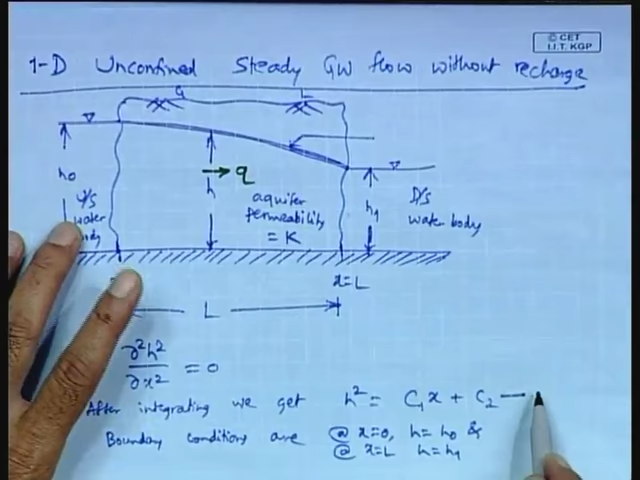 © CET
I.I.T. KGP
1-D Unconfined Steady GW flow without recharge
G L
h₀
U/S
water
body
h
q
aquifer
permeability
= K
h₁
D/S
water body
x=L
L
∂²h²/∂x² = 0
After integrating we get h² = C₁x + C₂ —
Boundary conditions are @ x=0, h=h₀ &
@ x=L h=h₁